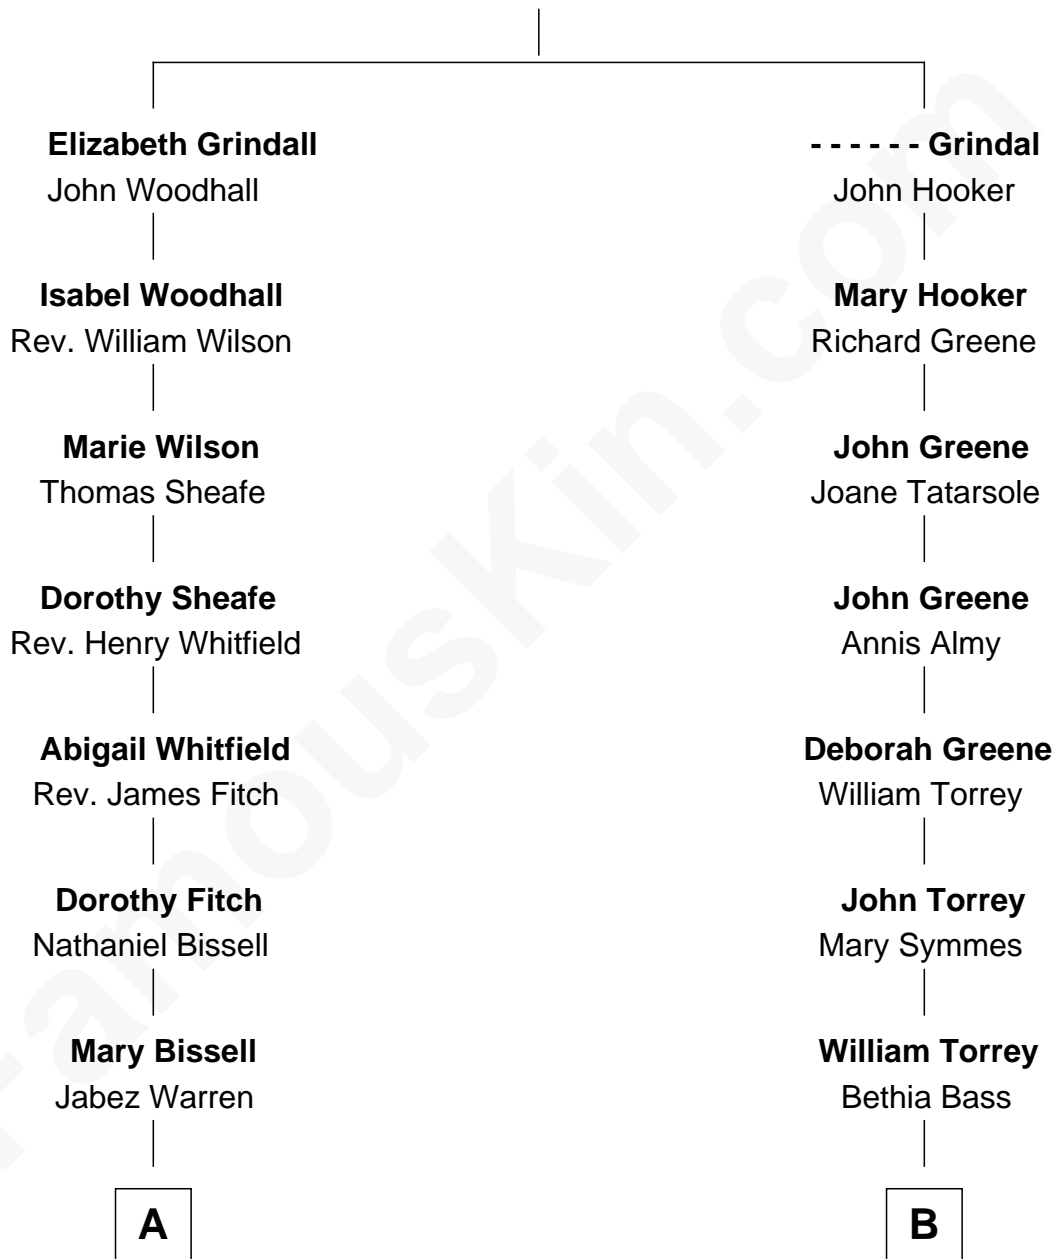 Elizabeth Grindall
John Woodhall
Isabel Woodhall
Rev. William Wilson
Marie Wilson
Thomas Sheafe
Dorothy Sheafe
Rev. Henry Whitfield
Abigail Whitfield
Rev. James Fitch
Dorothy Fitch
Nathaniel Bissell
Mary Bissell
Jabez Warren
A
- - - - - - Grindal
John Hooker
Mary Hooker
Richard Greene
John Greene
Joane Tatarsole
John Greene
Annis Almy
Deborah Greene
William Torrey
John Torrey
Mary Symmes
William Torrey
Bethia Bass
B
FamousKin.com